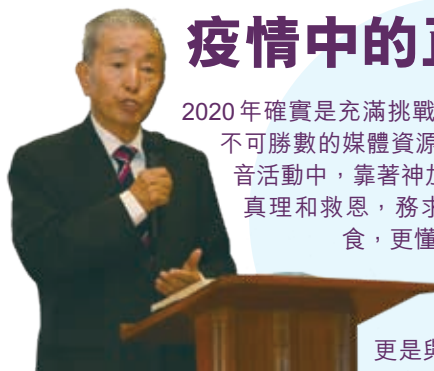 疫情中的
2020年確實是充滿挑戰
不可勝數的媒體資源
音活動中，靠著神加
真理和救恩，務求
食，更懂
更是與